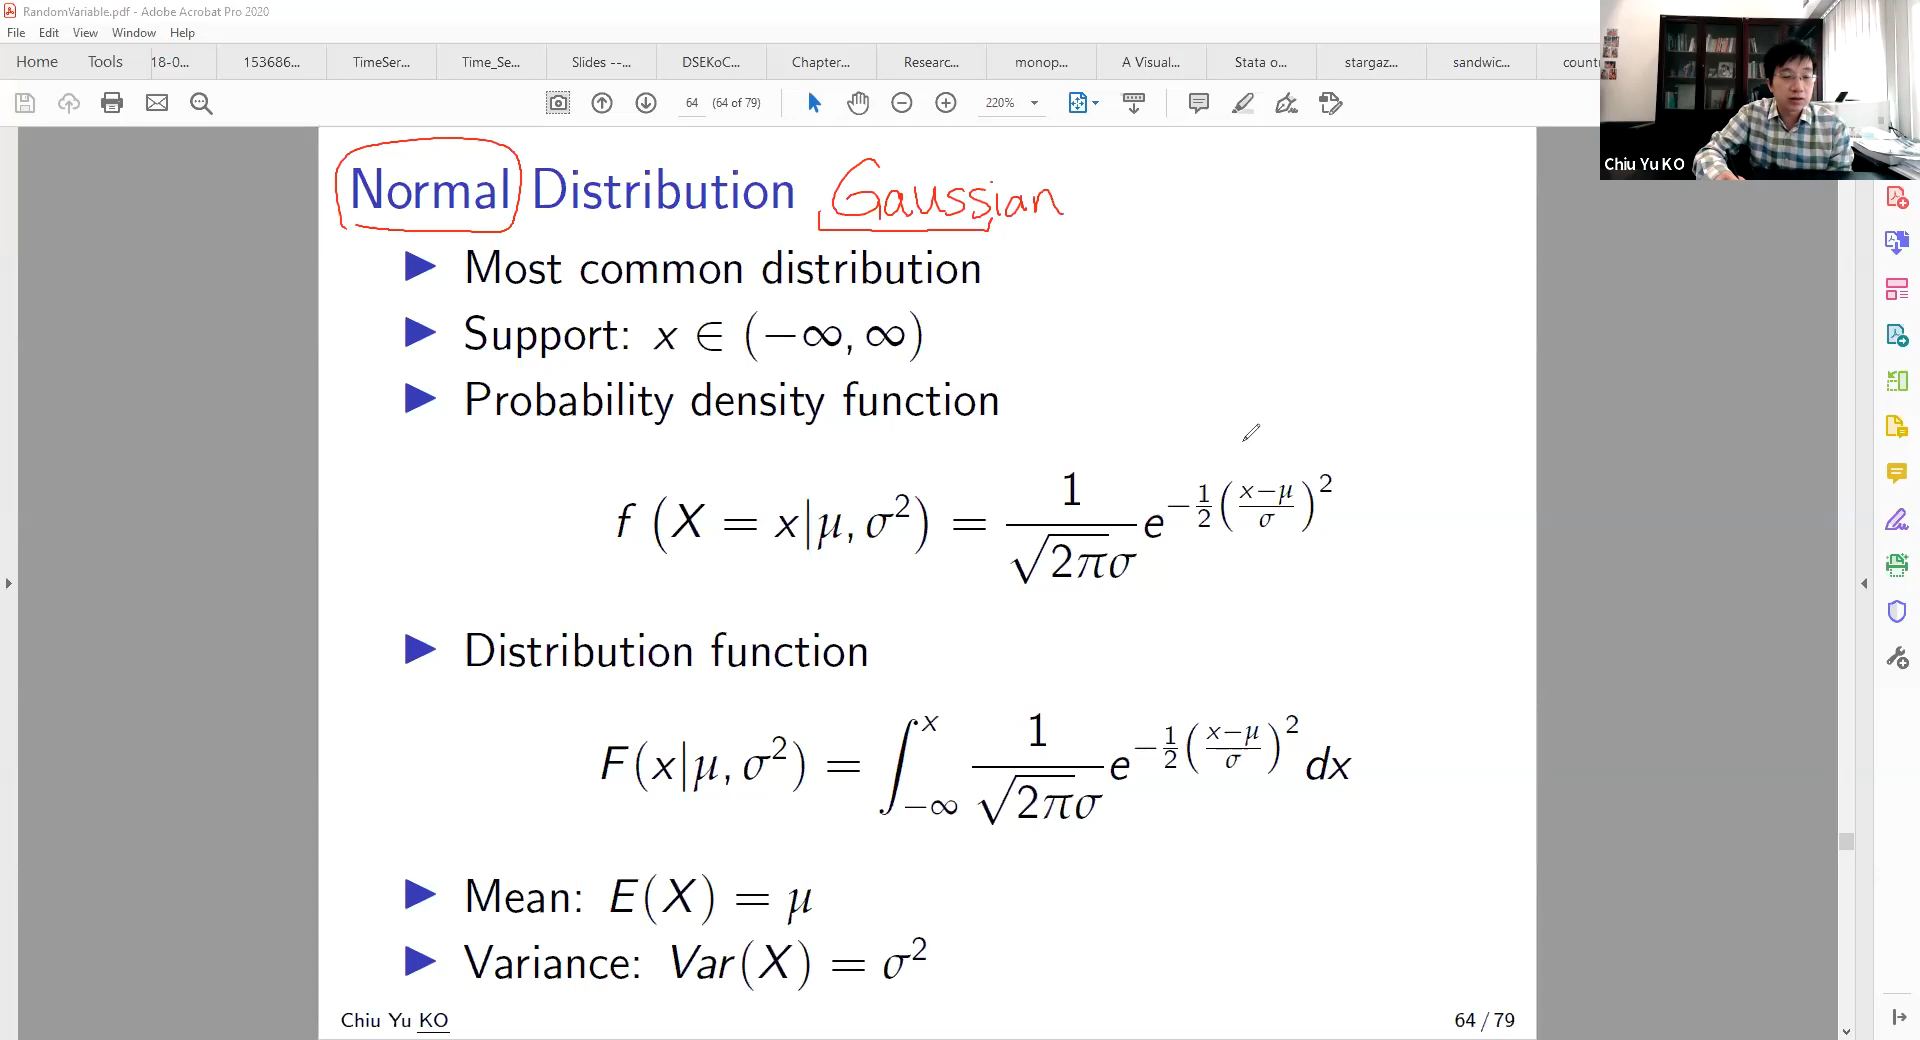 RandomVariable.pdf - Adobe Acrobat Pro 2020
File Edit View Window Help
Home Tools 18-0... 153686... TimeSer... Time_Se... Slides --... DSEKoC... Chapter... Researc... monop... A Visual... Stata o... stargaz... sandwic... count
64 (64 of 79) 220%
Chiu Yu KO
Normal Distribution Gaussian
▶ Most common distribution
▶ Support: x ∈ (−∞, ∞)
▶ Probability density function
f (X = x|μ, σ²) = 1/(√2π σ) e^(−1/2 ((x−μ)/σ)²)
▶ Distribution function
F(x|μ, σ²) = ∫_{−∞}^{x} 1/(√2π σ) e^(−1/2 ((x−μ)/σ)²) dx
▶ Mean: E(X) = μ
▶ Variance: Var(X) = σ²
Chiu Yu KO 64 / 79